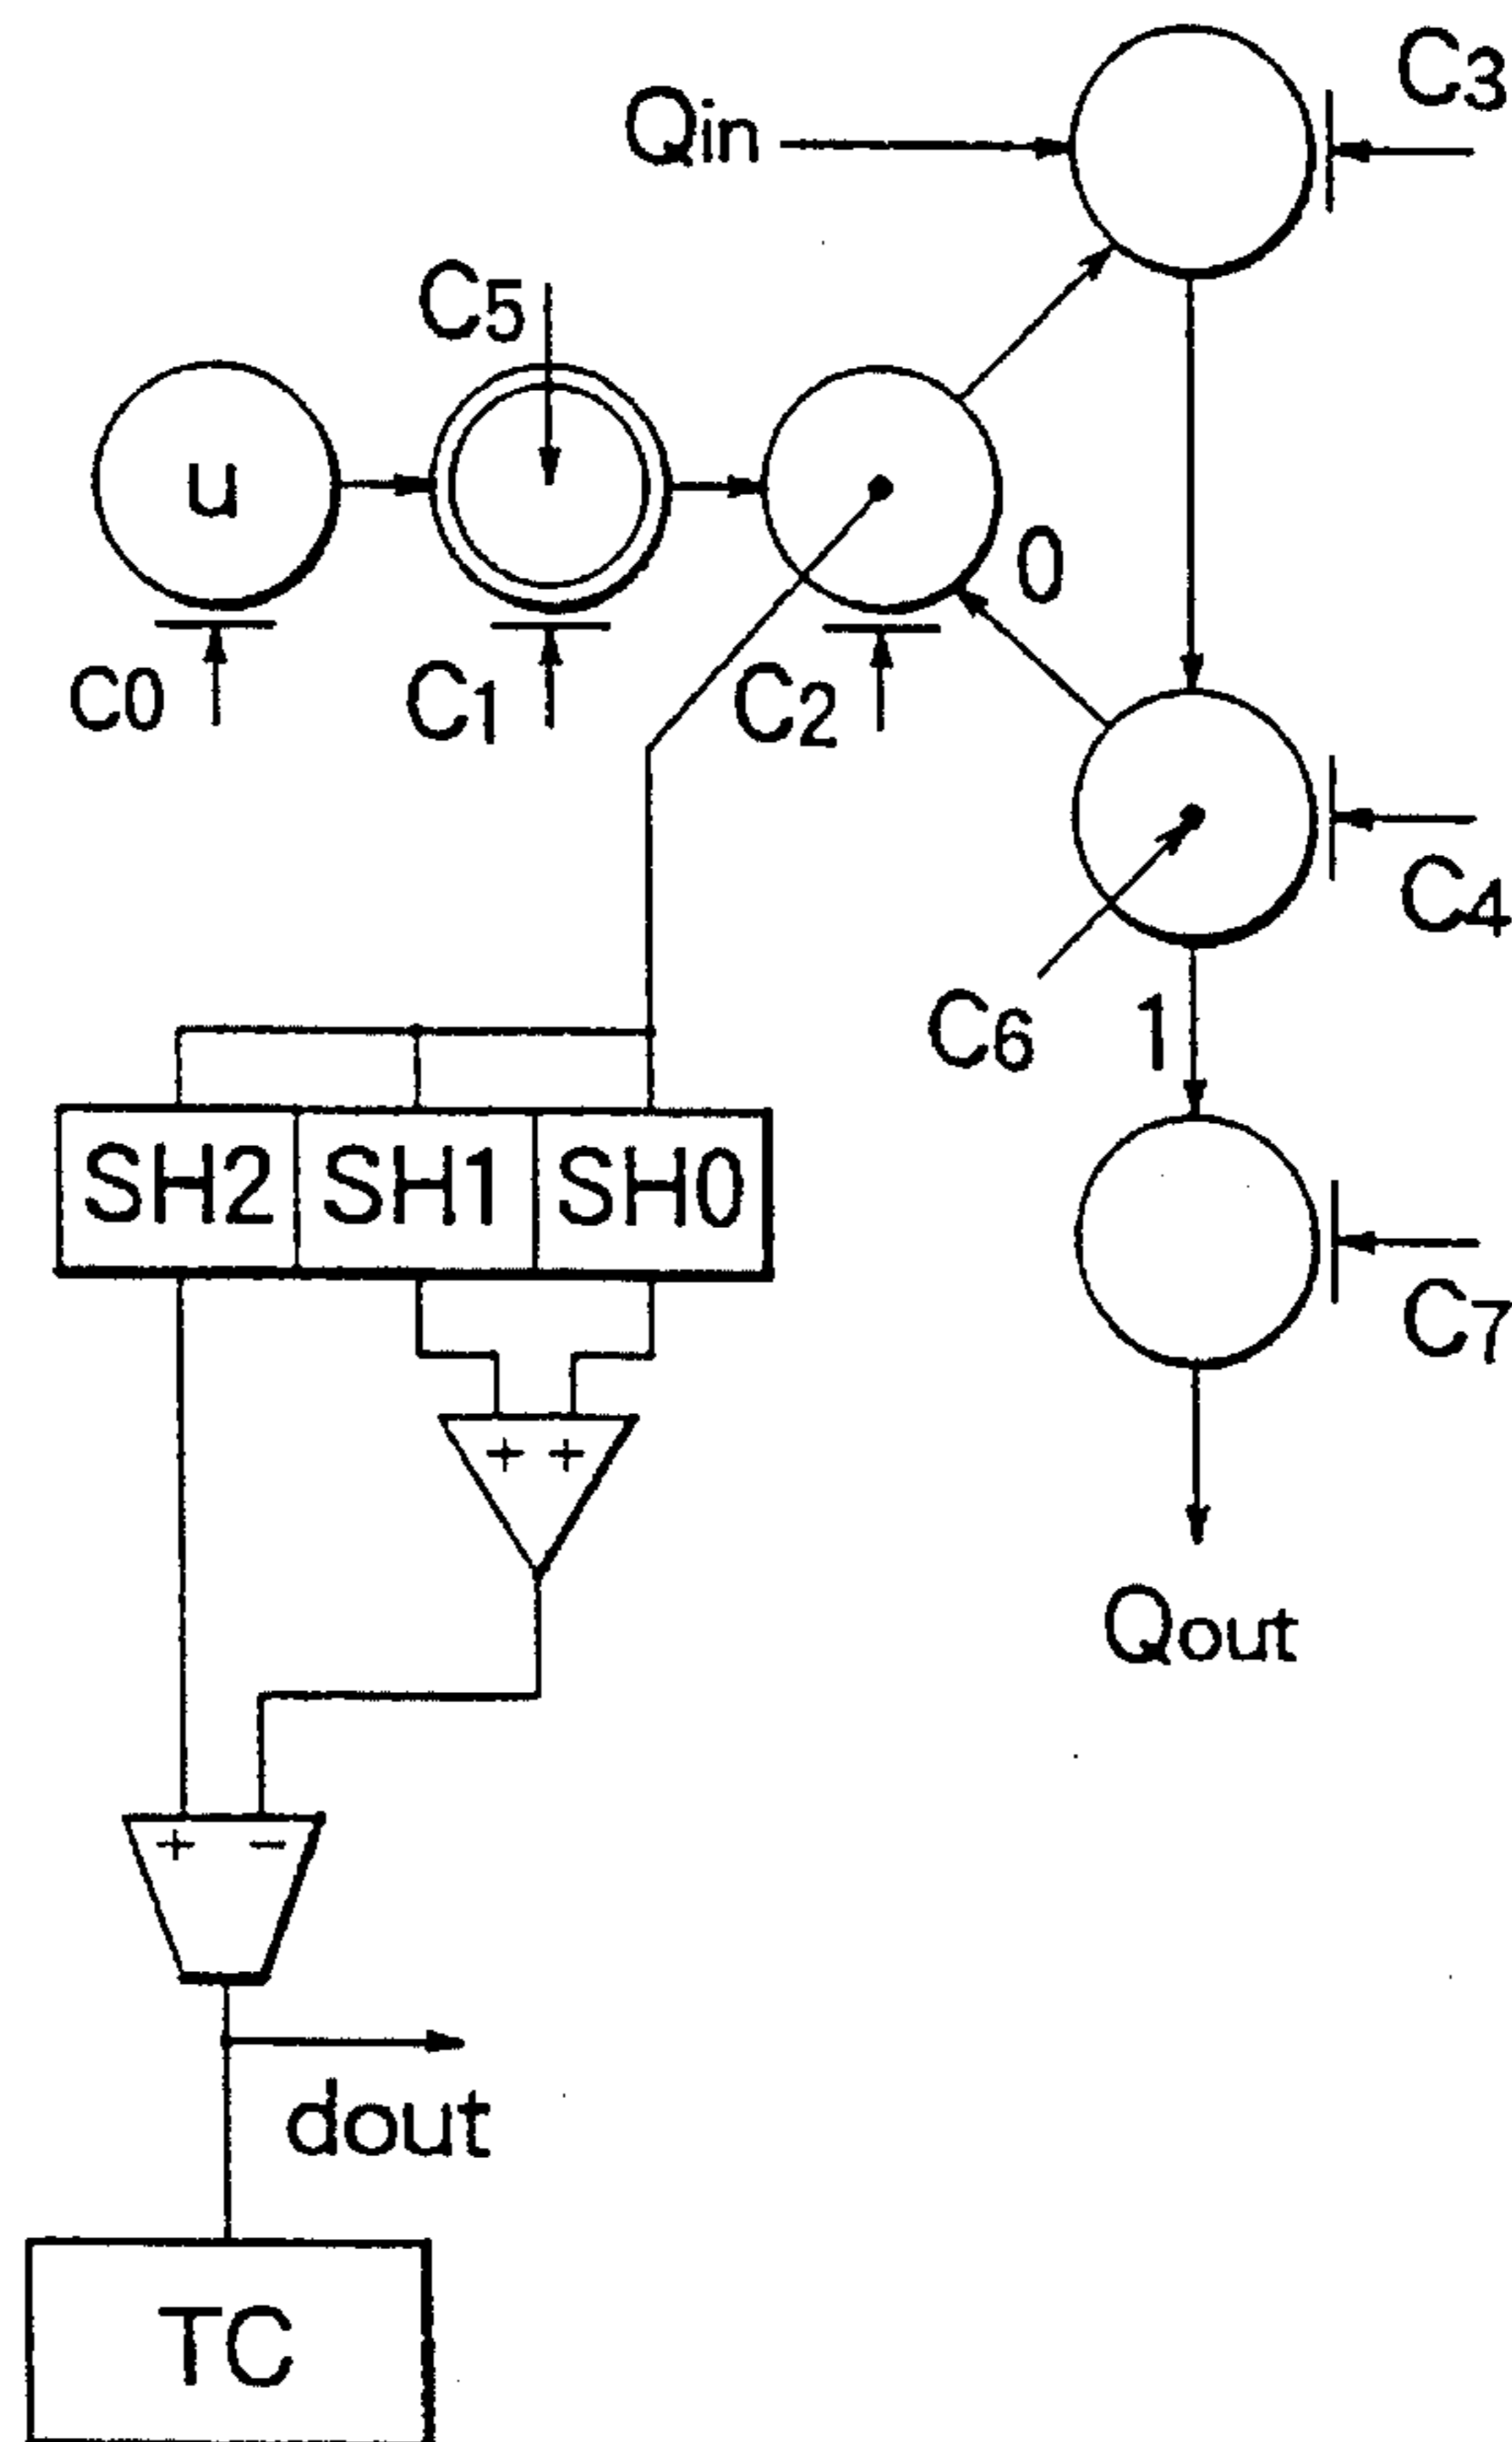 C3
Qin
C5
u
0
C0
C1
C2
C4
C6
1
SH2 SH1 SH0
C7
+ +
Qout
+ −
dout
TC